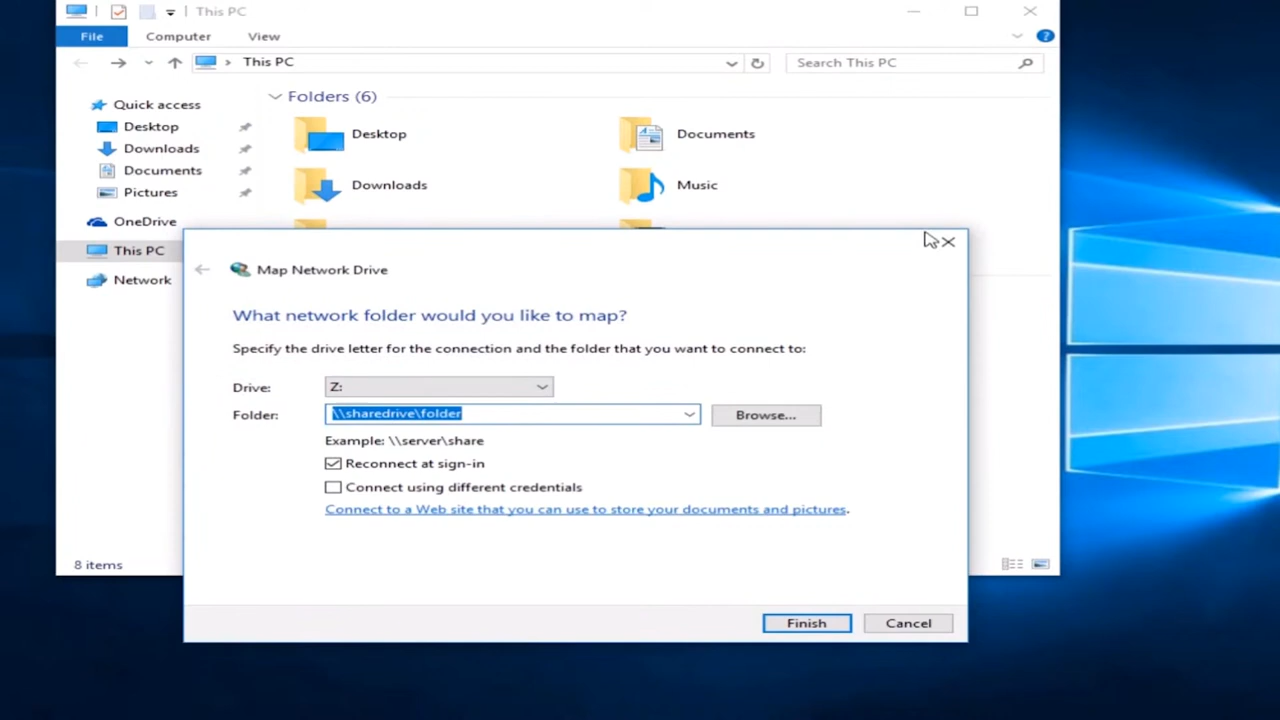 This PC
File Computer View
This PC
Search This PC
Quick access
Desktop
Downloads
Documents
Pictures
OneDrive
This PC
Network
Folders (6)
Desktop
Documents
Downloads
Music
Map Network Drive
What network folder would you like to map?
Specify the drive letter for the connection and the folder that you want to connect to:
Drive: Z:
Folder: \\sharedrive\folder Browse...
Example: \\server\share
Reconnect at sign-in
Connect using different credentials
Connect to a Web site that you can use to store your documents and pictures.
Finish Cancel
8 items